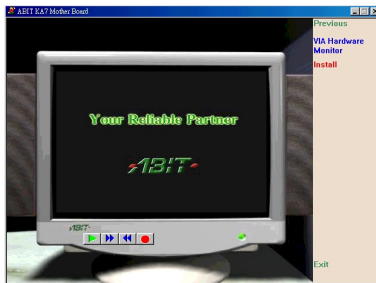 ABIT KA7 Mother Board
Previous
VIA Hardware
Monitor
Install
Your Reliable Partner
ABIT
ABIT
Exit